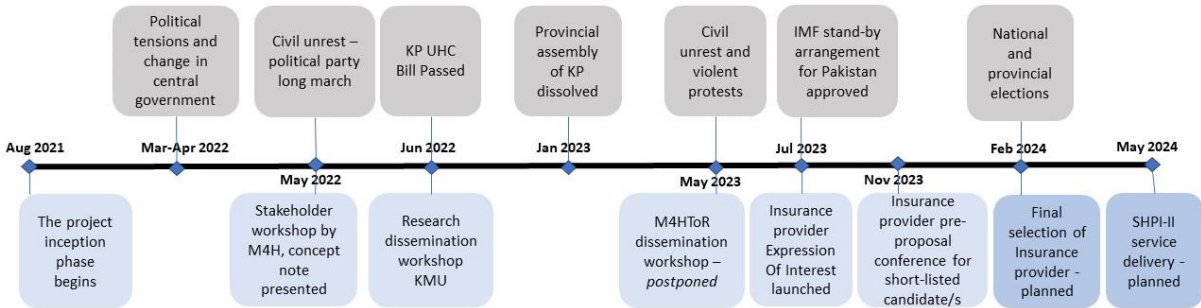 Political
tensions and
change in
central
government
Civil unrest –
political party
long march
KP UHC
Bill Passed
Provincial
assembly
of KP
dissolved
Civil
unrest and
violent
protests
IMF stand-by
arrangement
for Pakistan
approved
National
and
provincial
elections
Aug 2021
Mar-Apr 2022
May 2022
Jun 2022
Jan 2023
May 2023
Jul 2023
Nov 2023
Feb 2024
May 2024
The project
inception
phase
begins
Stakeholder
workshop by
M4H, concept
note
presented
Research
dissemination
workshop
KMU
M4HToR
dissemination
workshop –
postponed
Insurance
provider
Expression
Of Interest
launched
Insurance
provider pre-
proposal
conference for
short-listed
candidate/s
Final
selection of
Insurance
provider -
planned
SHPI-II
service
delivery -
planned